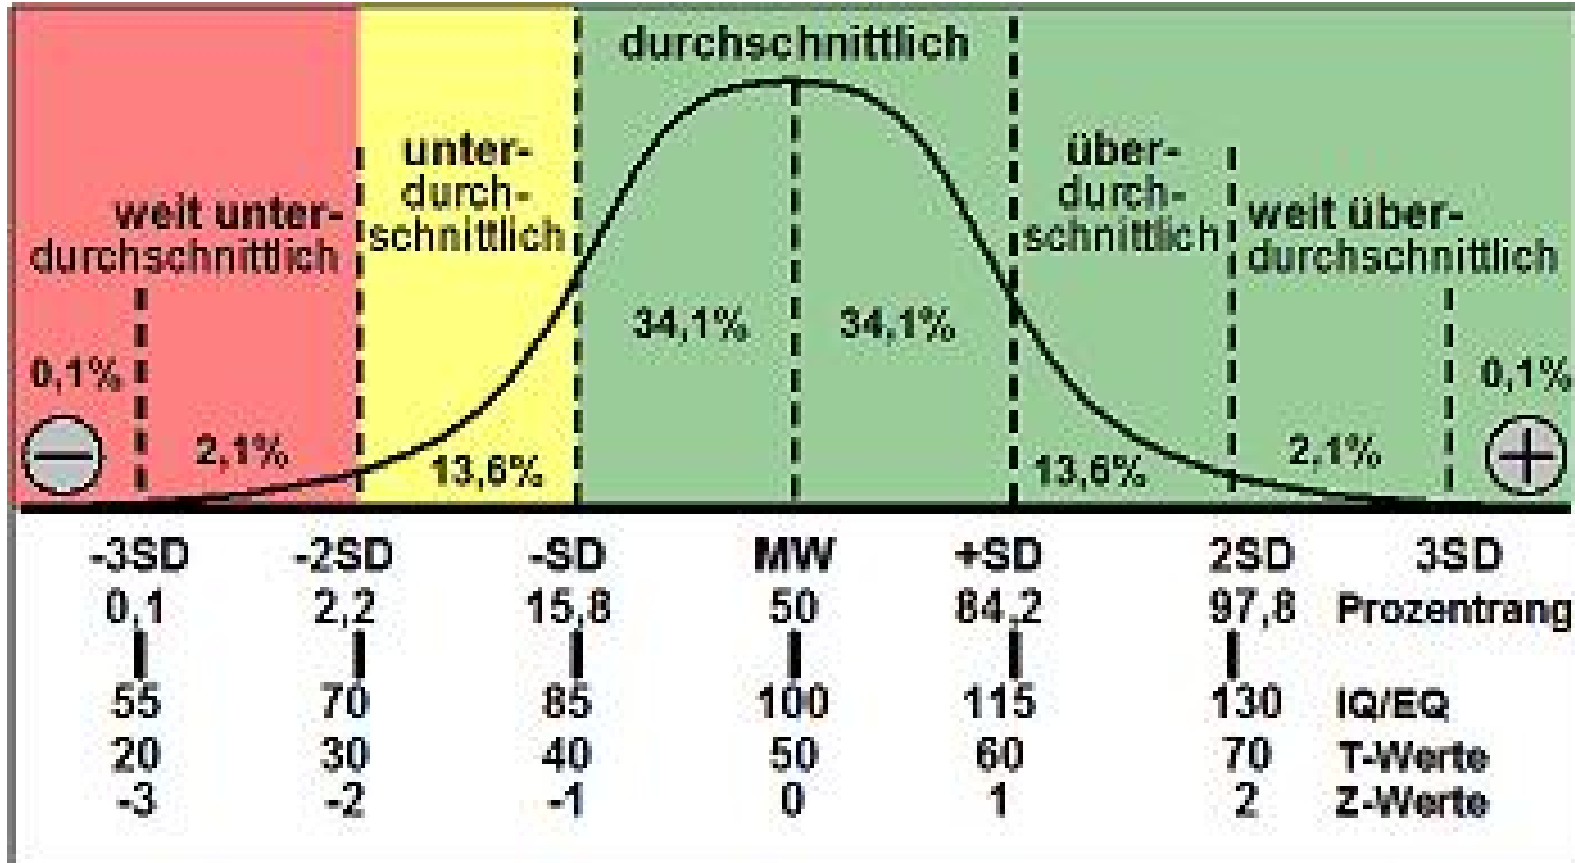 durchschnittlich
unter-
durch-
schnittlich
über-
durch-
schnittlich
weit unter-
durchschnittlich
weit über-
durchschnittlich
34,1% 34,1%
0,1% 0,1%
2,1% 13,6% 13,6% 2,1%
-3SD -2SD -SD MW +SD 2SD 3SD
0,1 2,2 15,8 50 84,2 97,8 Prozentrang
55 70 85 100 115 130 IQ/EQ
20 30 40 50 60 70 T-Werte
-3 -2 -1 0 1 2 Z-Werte